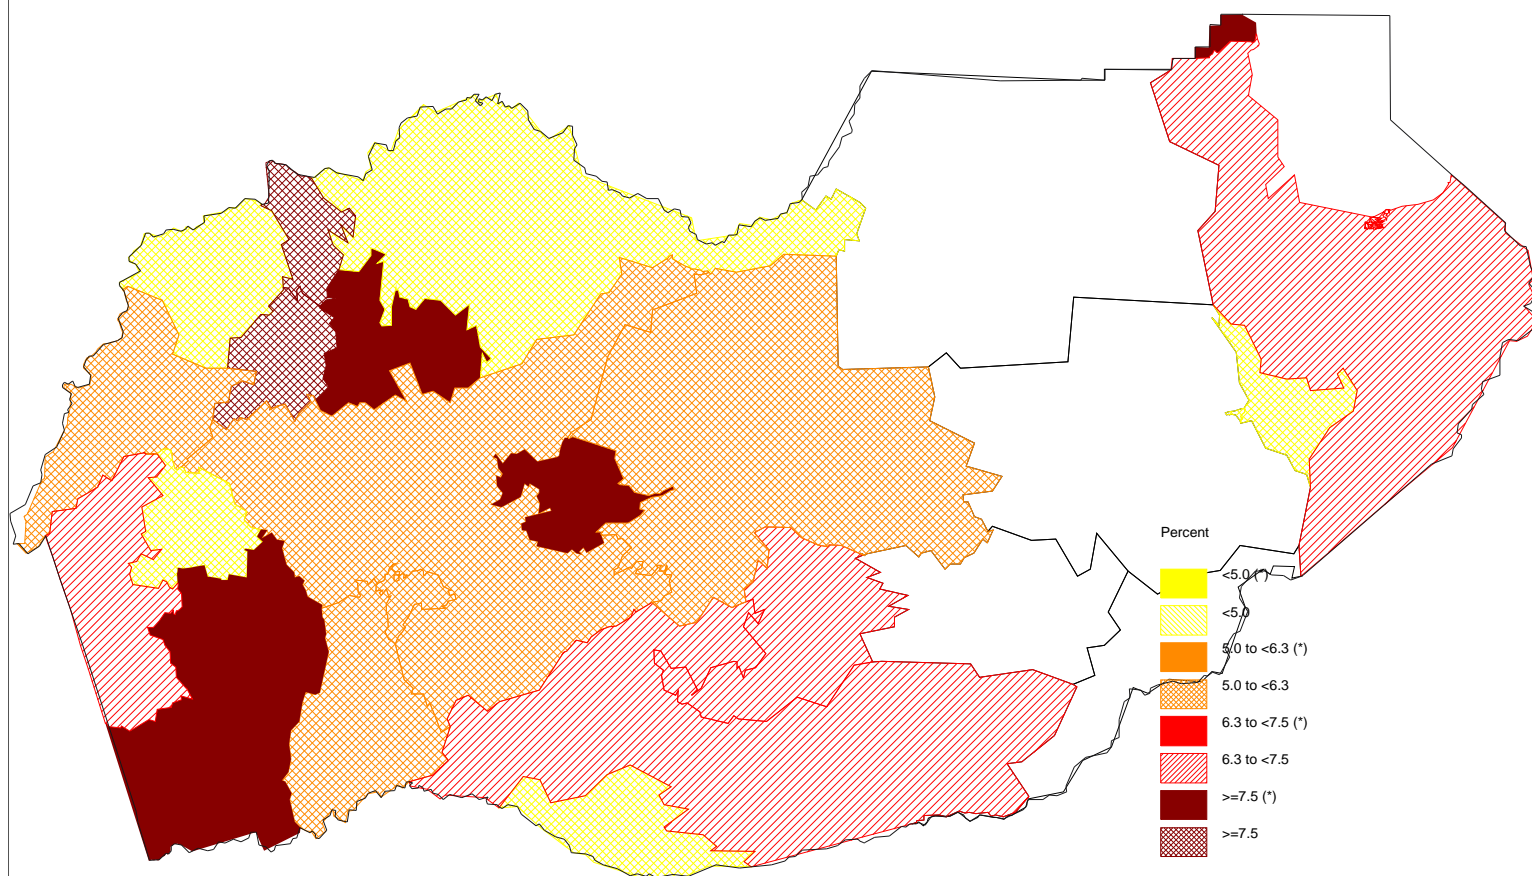 Percent
<5.0 (*)
<5.0
5.0 to <6.3 (*)
5.0 to <6.3
6.3 to <7.5 (*)
6.3 to <7.5
>=7.5 (*)
>=7.5